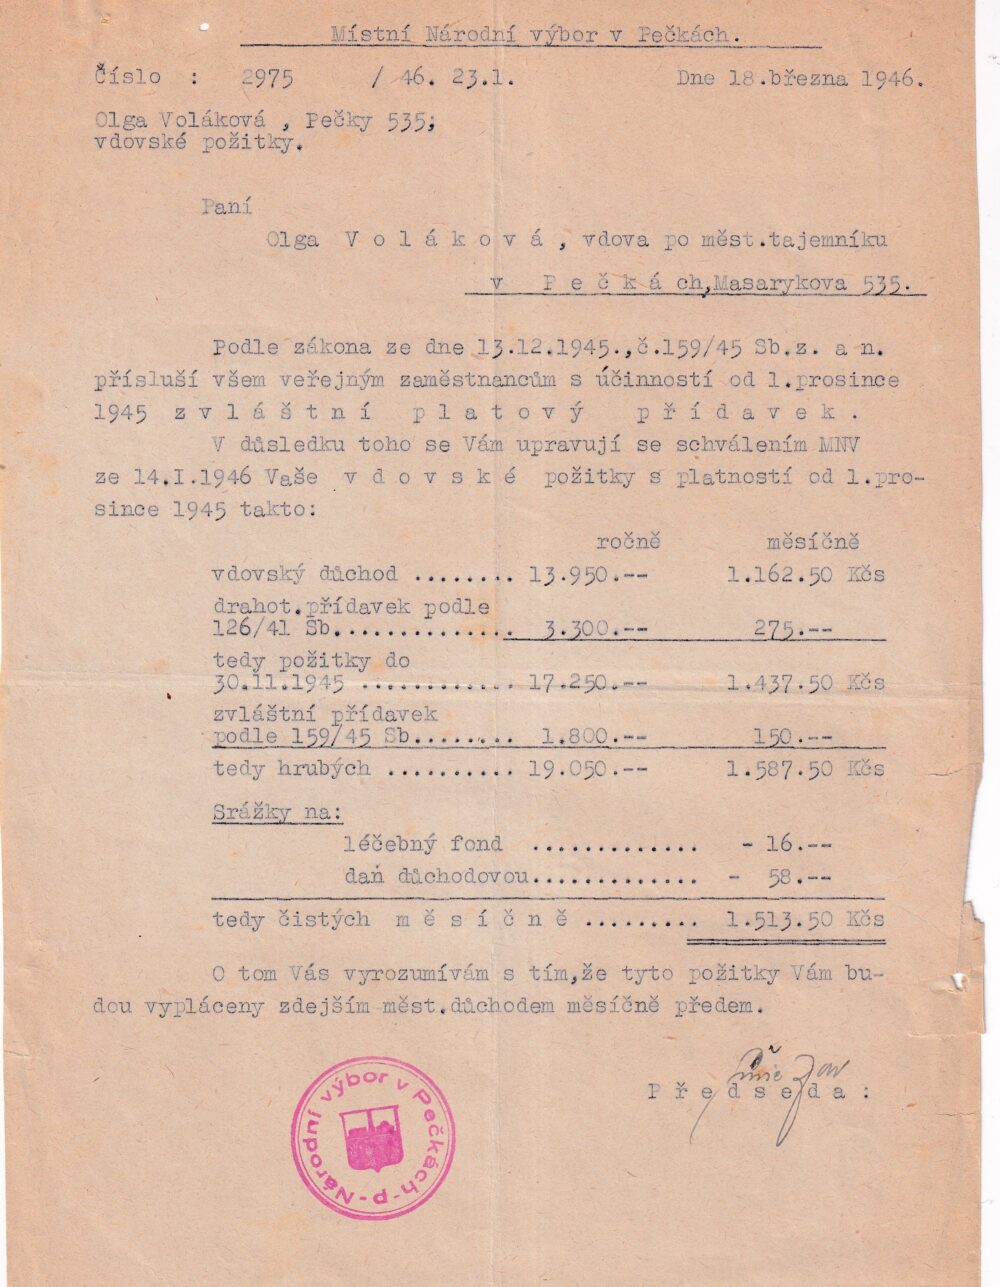 Místní Národní výbor v Pečkách.
Číslo : 2975 / 46. 23.1. Dne 18.března 1946.
Olga Voláková , Pečky 535;
vdovské požitky.
Paní
Olga V o l á k o v á , vdova po měst.tajemníku
v P e č k á ch,Masarykova 535.
Podle zákona ze dne 13.12.1945.,č.159/45 Sb.z. a n.
přísluší všem veřejným zaměstnancům s účinností od 1.prosince
1945 z v l á š t n í p l a t o v ý p ř í d a v e k .
V důsledku toho se Vám upravují se schválením MNV
ze 14.I.1946 Vaše v d o v s k é požitky s platností od 1.pro-
since 1945 takto:
ročně měsíčně
vdovský důchod ........ 13.950.-- 1.162.50 Kčs
drahot.přídavek podle
126/41 Sb............... 3.300.-- 275.--
tedy požitky do
30.11.1945 ............ 17.250.-- 1.437.50 Kčs
zvláštní přídavek
podle 159/45 Sb........ 1.800.-- 150.--
tedy hrubých .......... 19.050.-- 1.587.50 Kčs
Srážky na:
léčebný fond ............. - 16.--
daň důchodovou............. - 58.--
tedy čistých m ě s í č n ě ......... 1.513.50 Kčs
O tom Vás vyrozumívám s tím,že tyto požitky Vám bu-
dou vypláceny zdejším měst.důchodem měsíčně předem.
P ř e d s e d a :
Národní výbor v Pečkách-p-